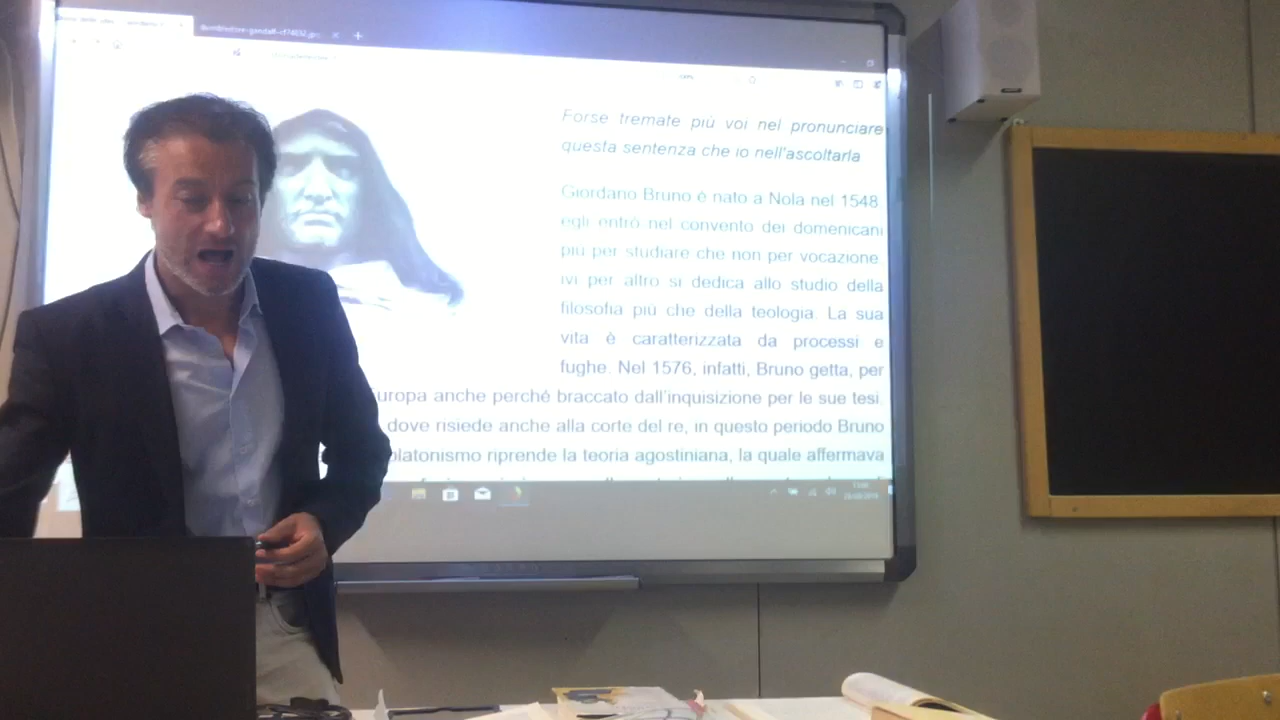 Forse tremate più voi nel pronunciare
questa sentenza che io nell'ascoltarla
Giordano Bruno è nato a Nola nel 1548
egli entrò nel convento dei domenicani
più per studiare che non per vocazione
ivi per altro si dedica allo studio della
filosofia più che della teologia. La sua
vita è caratterizzata da processi e
fughe. Nel 1576, infatti, Bruno getta, per
uropa anche perché braccato dall'inquisizione per le sue tesi.
dove risiede anche alla corte del re, in questo periodo Bruno
platonismo riprende la teoria agostiniana, la quale affermava